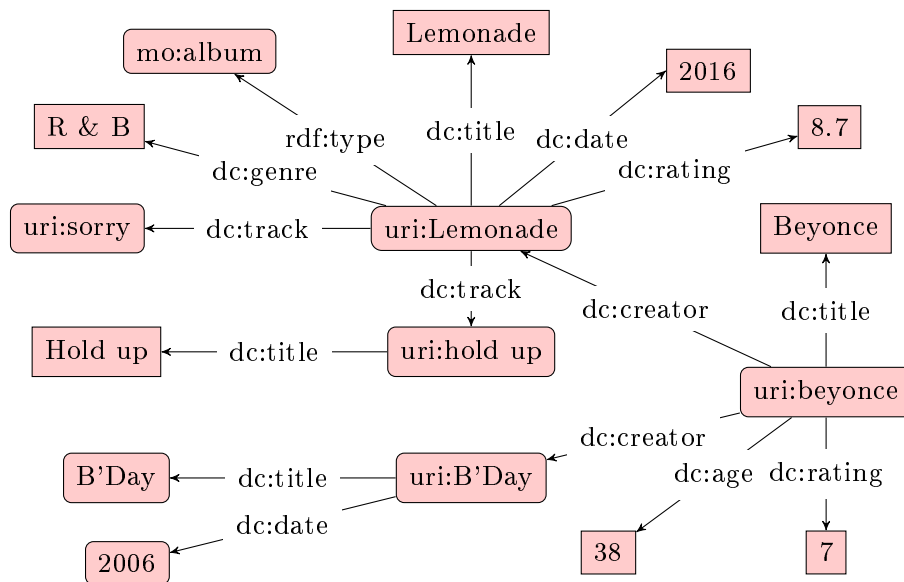 Lemonade
mo:album
2016
R & B
8.7
dc:title
rdf:type
dc:date
dc:genre
dc:rating
uri:sorry
dc:track
uri:Lemonade
Beyonce
dc:track
dc:creator
dc:title
Hold up
dc:title
uri:hold up
uri:beyonce
dc:creator
B'Day
dc:title
uri:B'Day
dc:age
dc:rating
dc:date
2006
38
7